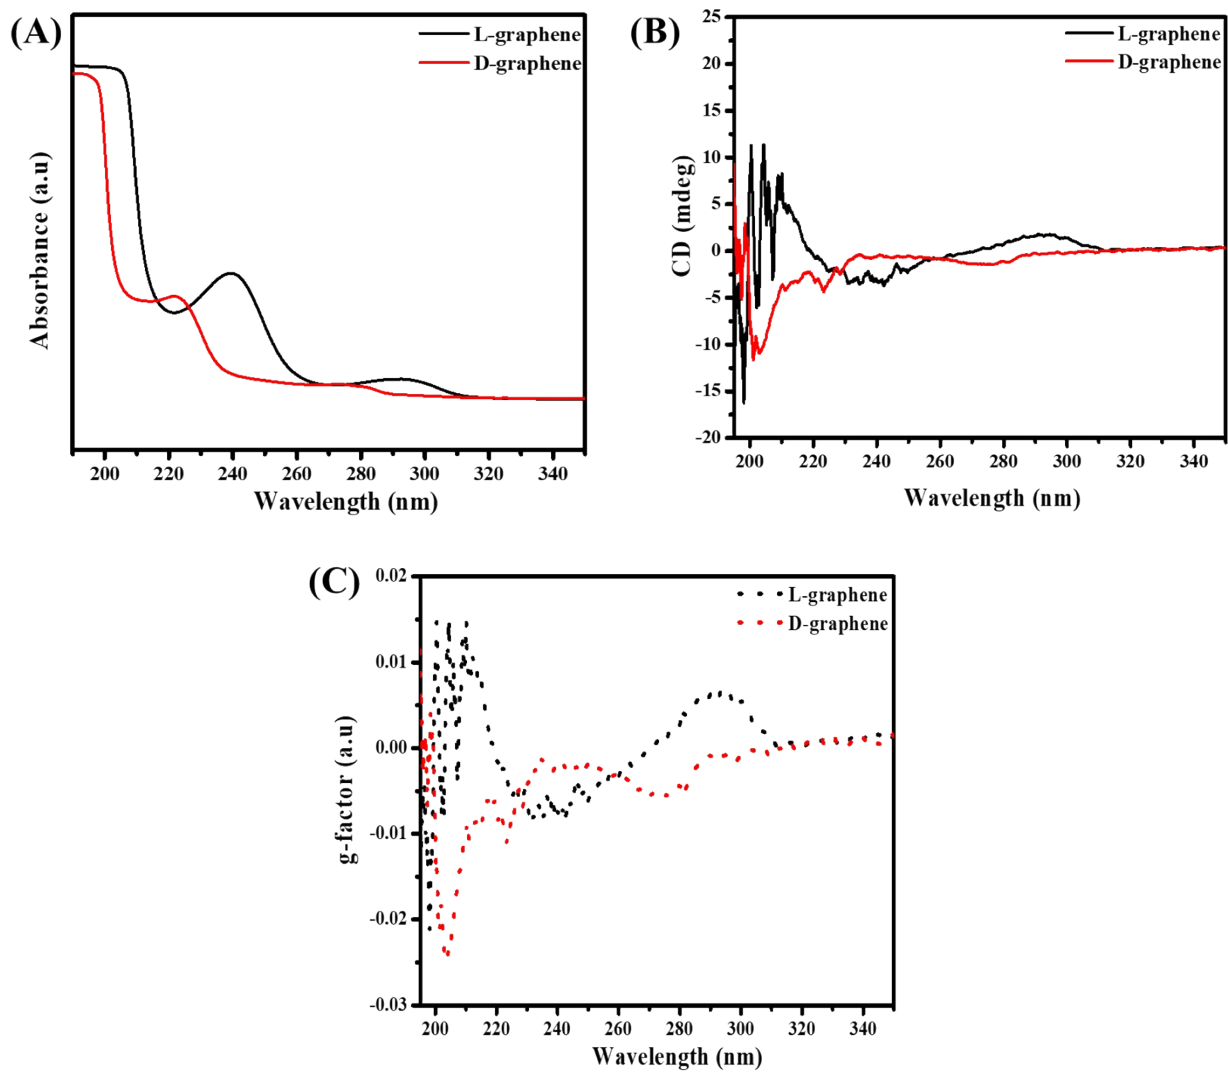 (A)
L-graphene
D-graphene
Absorbance (a.u)
200 220 240 260 280 300 320 340
Wavelength (nm)
(B)
25
20
15
10
5
0
-5
-10
-15
-20
L-graphene
D-graphene
CD (mdeg)
200 220 240 260 280 300 320 340
Wavelength (nm)
(C)
0.02
0.01
0.00
-0.01
-0.02
-0.03
L-graphene
D-graphene
g-factor (a.u)
200 220 240 260 280 300 320 340
Wavelength (nm)